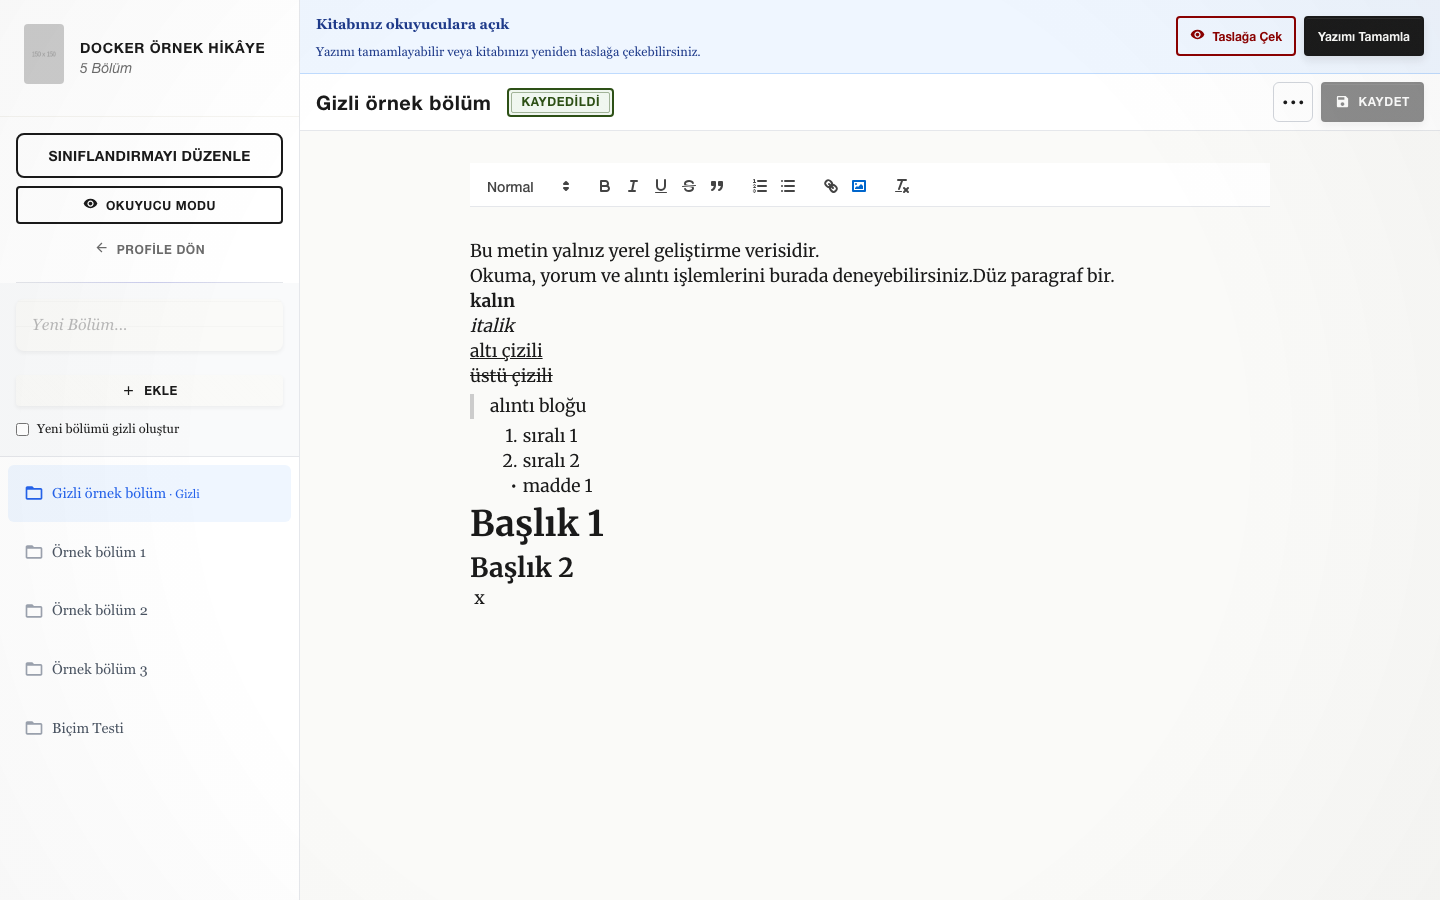 150 x 150
DOCKER ÖRNEK HİKÂYE
5 Bölüm
SINIFLANDIRMAYI DÜZENLE
OKUYUCU MODU
PROFİLE DÖN
Yeni Bölüm...
EKLE
Yeni bölümü gizli oluştur
Gizli örnek bölüm · Gizli
Örnek bölüm 1
Örnek bölüm 2
Örnek bölüm 3
Biçim Testi
Kitabınız okuyuculara açık
Yazımı tamamlayabilir veya kitabınızı yeniden taslağa çekebilirsiniz.
Taslağa Çek
Yazımı Tamamla
Gizli örnek bölüm
KAYDEDİLDİ
KAYDET
Normal
Bu metin yalnız yerel geliştirme verisidir.
Okuma, yorum ve alıntı işlemlerini burada deneyebilirsiniz.Düz paragraf bir.
kalın
italik
altı çizili
üstü çizili
alıntı bloğu
1. sıralı 1
2. sıralı 2
• madde 1
Başlık 1
Başlık 2
x